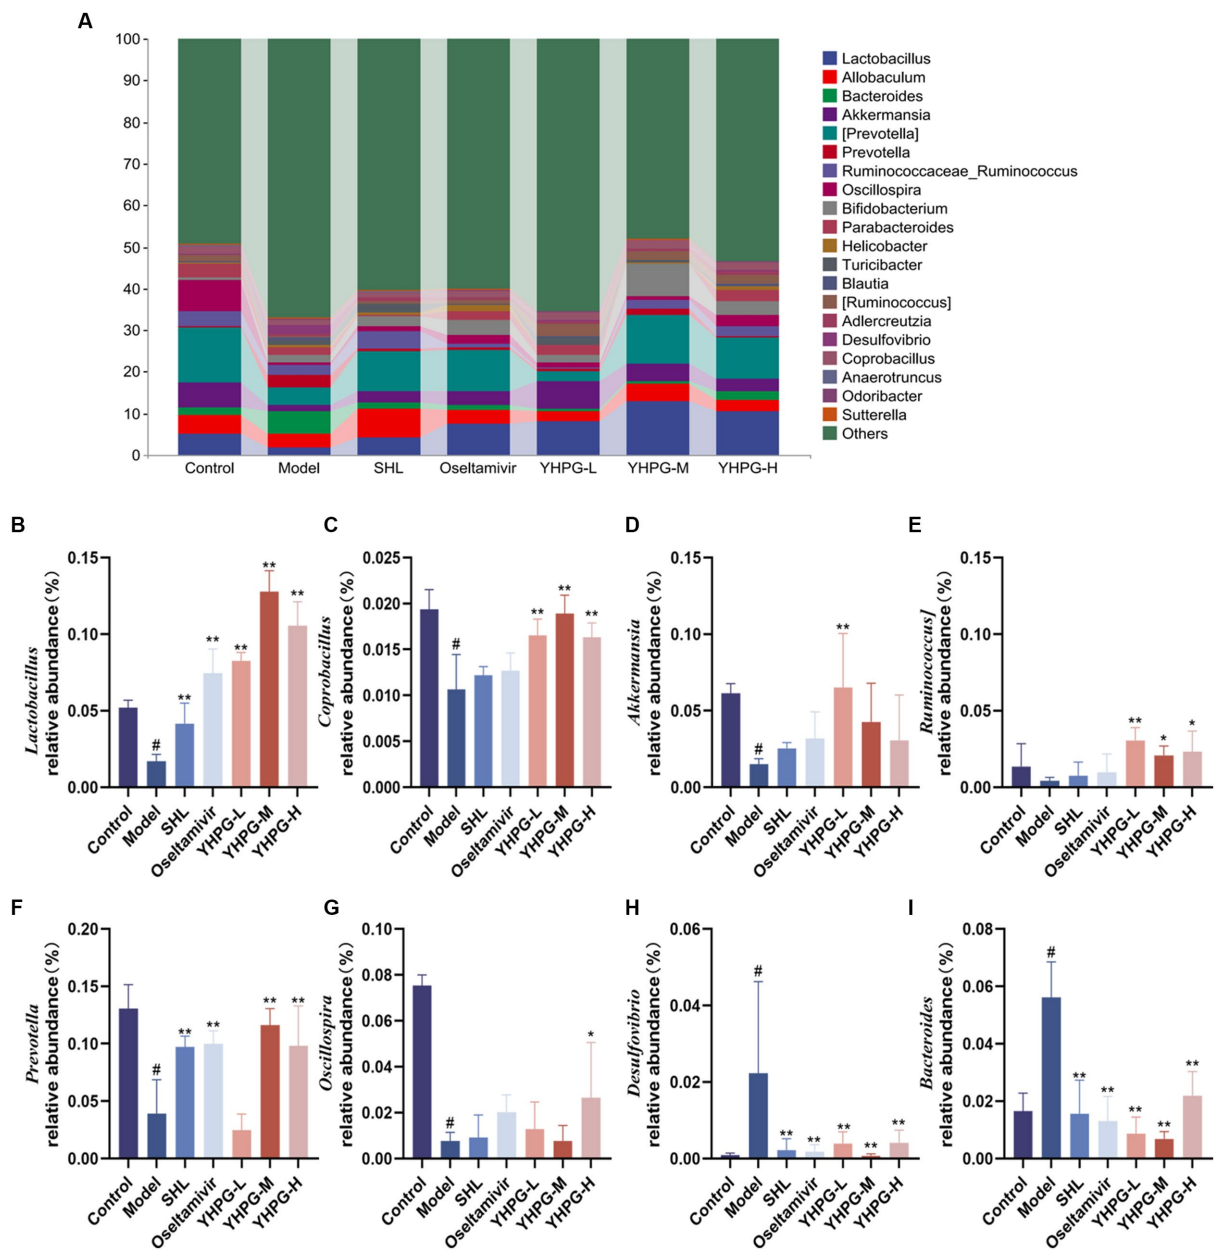 A
100
90
80
70
60
50
40
30
20
10
0
Control Model SHL Oseltamivir YHPG-L YHPG-M YHPG-H
Lactobacillus
Allobaculum
Bacteroides
Akkermansia
[Prevotella]
Prevotella
Ruminococcaceae_Ruminococcus
Oscillospira
Bifidobacterium
Parabacteroides
Helicobacter
Turicibacter
Blautia
[Ruminococcus]
Adlercreutzia
Desulfovibrio
Coprobacillus
Anaerotruncus
Odoribacter
Sutterella
Others
B
Lactobacillus
relative abundance(%)
0.15
0.10
0.05
0.00
# ** ** ** ** **
Control Model SHL Oseltamivir YHPG-L YHPG-M YHPG-H
C
Coprobacillus
relative abundance(%)
0.025
0.020
0.015
0.010
0.005
0.000
# ** ** **
Control Model SHL Oseltamivir YHPG-L YHPG-M YHPG-H
D
Akkermansia
relative abundance(%)
0.15
0.10
0.05
0.00
# **
Control Model SHL Oseltamivir YHPG-L YHPG-M YHPG-H
E
Ruminococcus]
relative abundance(%)
0.15
0.10
0.05
0.00
** * *
Control Model SHL Oseltamivir YHPG-L YHPG-M YHPG-H
F
Prevotella
relative abundance(%)
0.20
0.15
0.10
0.05
0.00
# ** ** ** **
Control Model SHL Oseltamivir YHPG-L YHPG-M YHPG-H
G
Oscillospira
relative abundance(%)
0.10
0.08
0.06
0.04
0.02
0.00
# *
Control Model SHL Oseltamivir YHPG-L YHPG-M YHPG-H
H
Desulfovibrio
relative abundance(%)
0.06
0.04
0.02
0.00
# ** ** ** ** **
Control Model SHL Oseltamivir YHPG-L YHPG-M YHPG-H
I
Bacteroides
relative abundance(%)
0.08
0.06
0.04
0.02
0.00
# ** ** ** ** **
Control Model SHL Oseltamivir YHPG-L YHPG-M YHPG-H